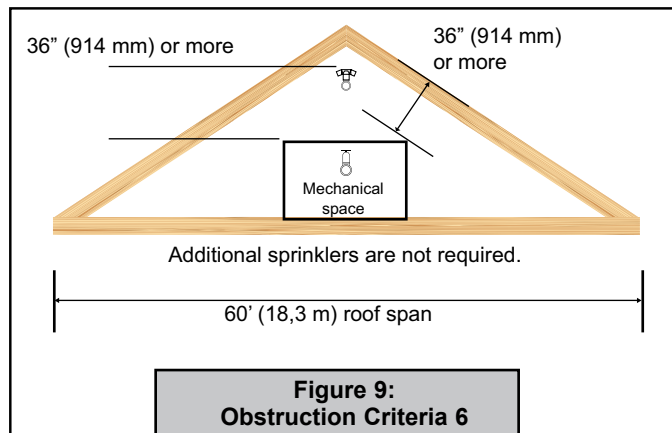 36” (914 mm) or more
36” (914 mm)
or more
Mechanical
space
Additional sprinklers are not required.
60’ (18,3 m) roof span
Figure 9:
Obstruction Criteria 6